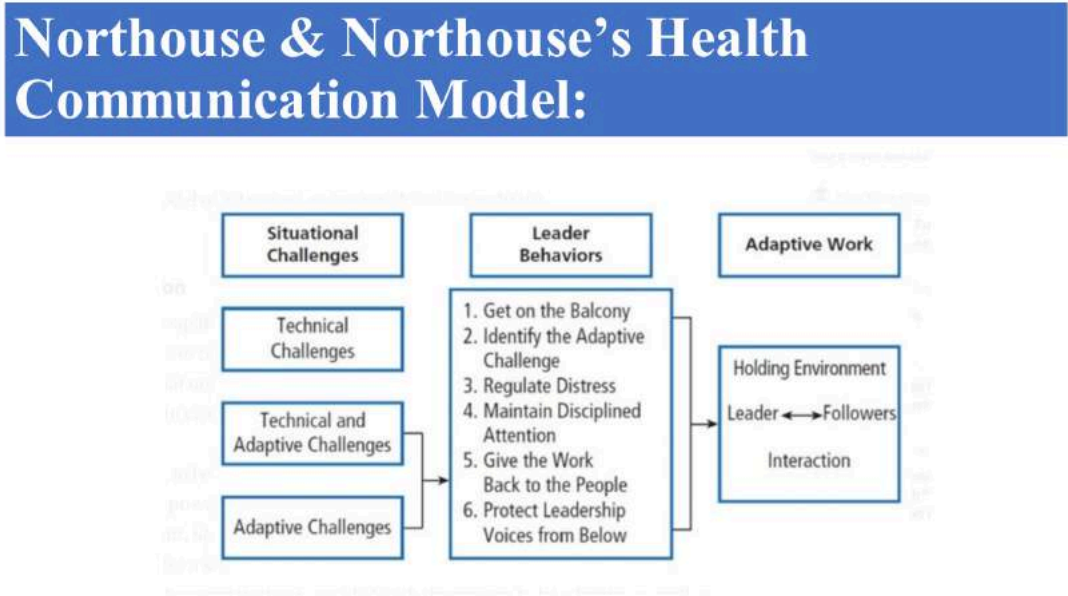 Northouse & Northouse's Health
Communication Model:
Situational
Challenges
Leader
Behaviors
Adaptive Work
Technical
Challenges
Technical and
Adaptive Challenges
Adaptive Challenges
1. Get on the Balcony
2. Identify the Adaptive
Challenge
3. Regulate Distress
4. Maintain Disciplined
Attention
5. Give the Work
Back to the People
6. Protect Leadership
Voices from Below
Holding Environment
Leader Followers
Interaction